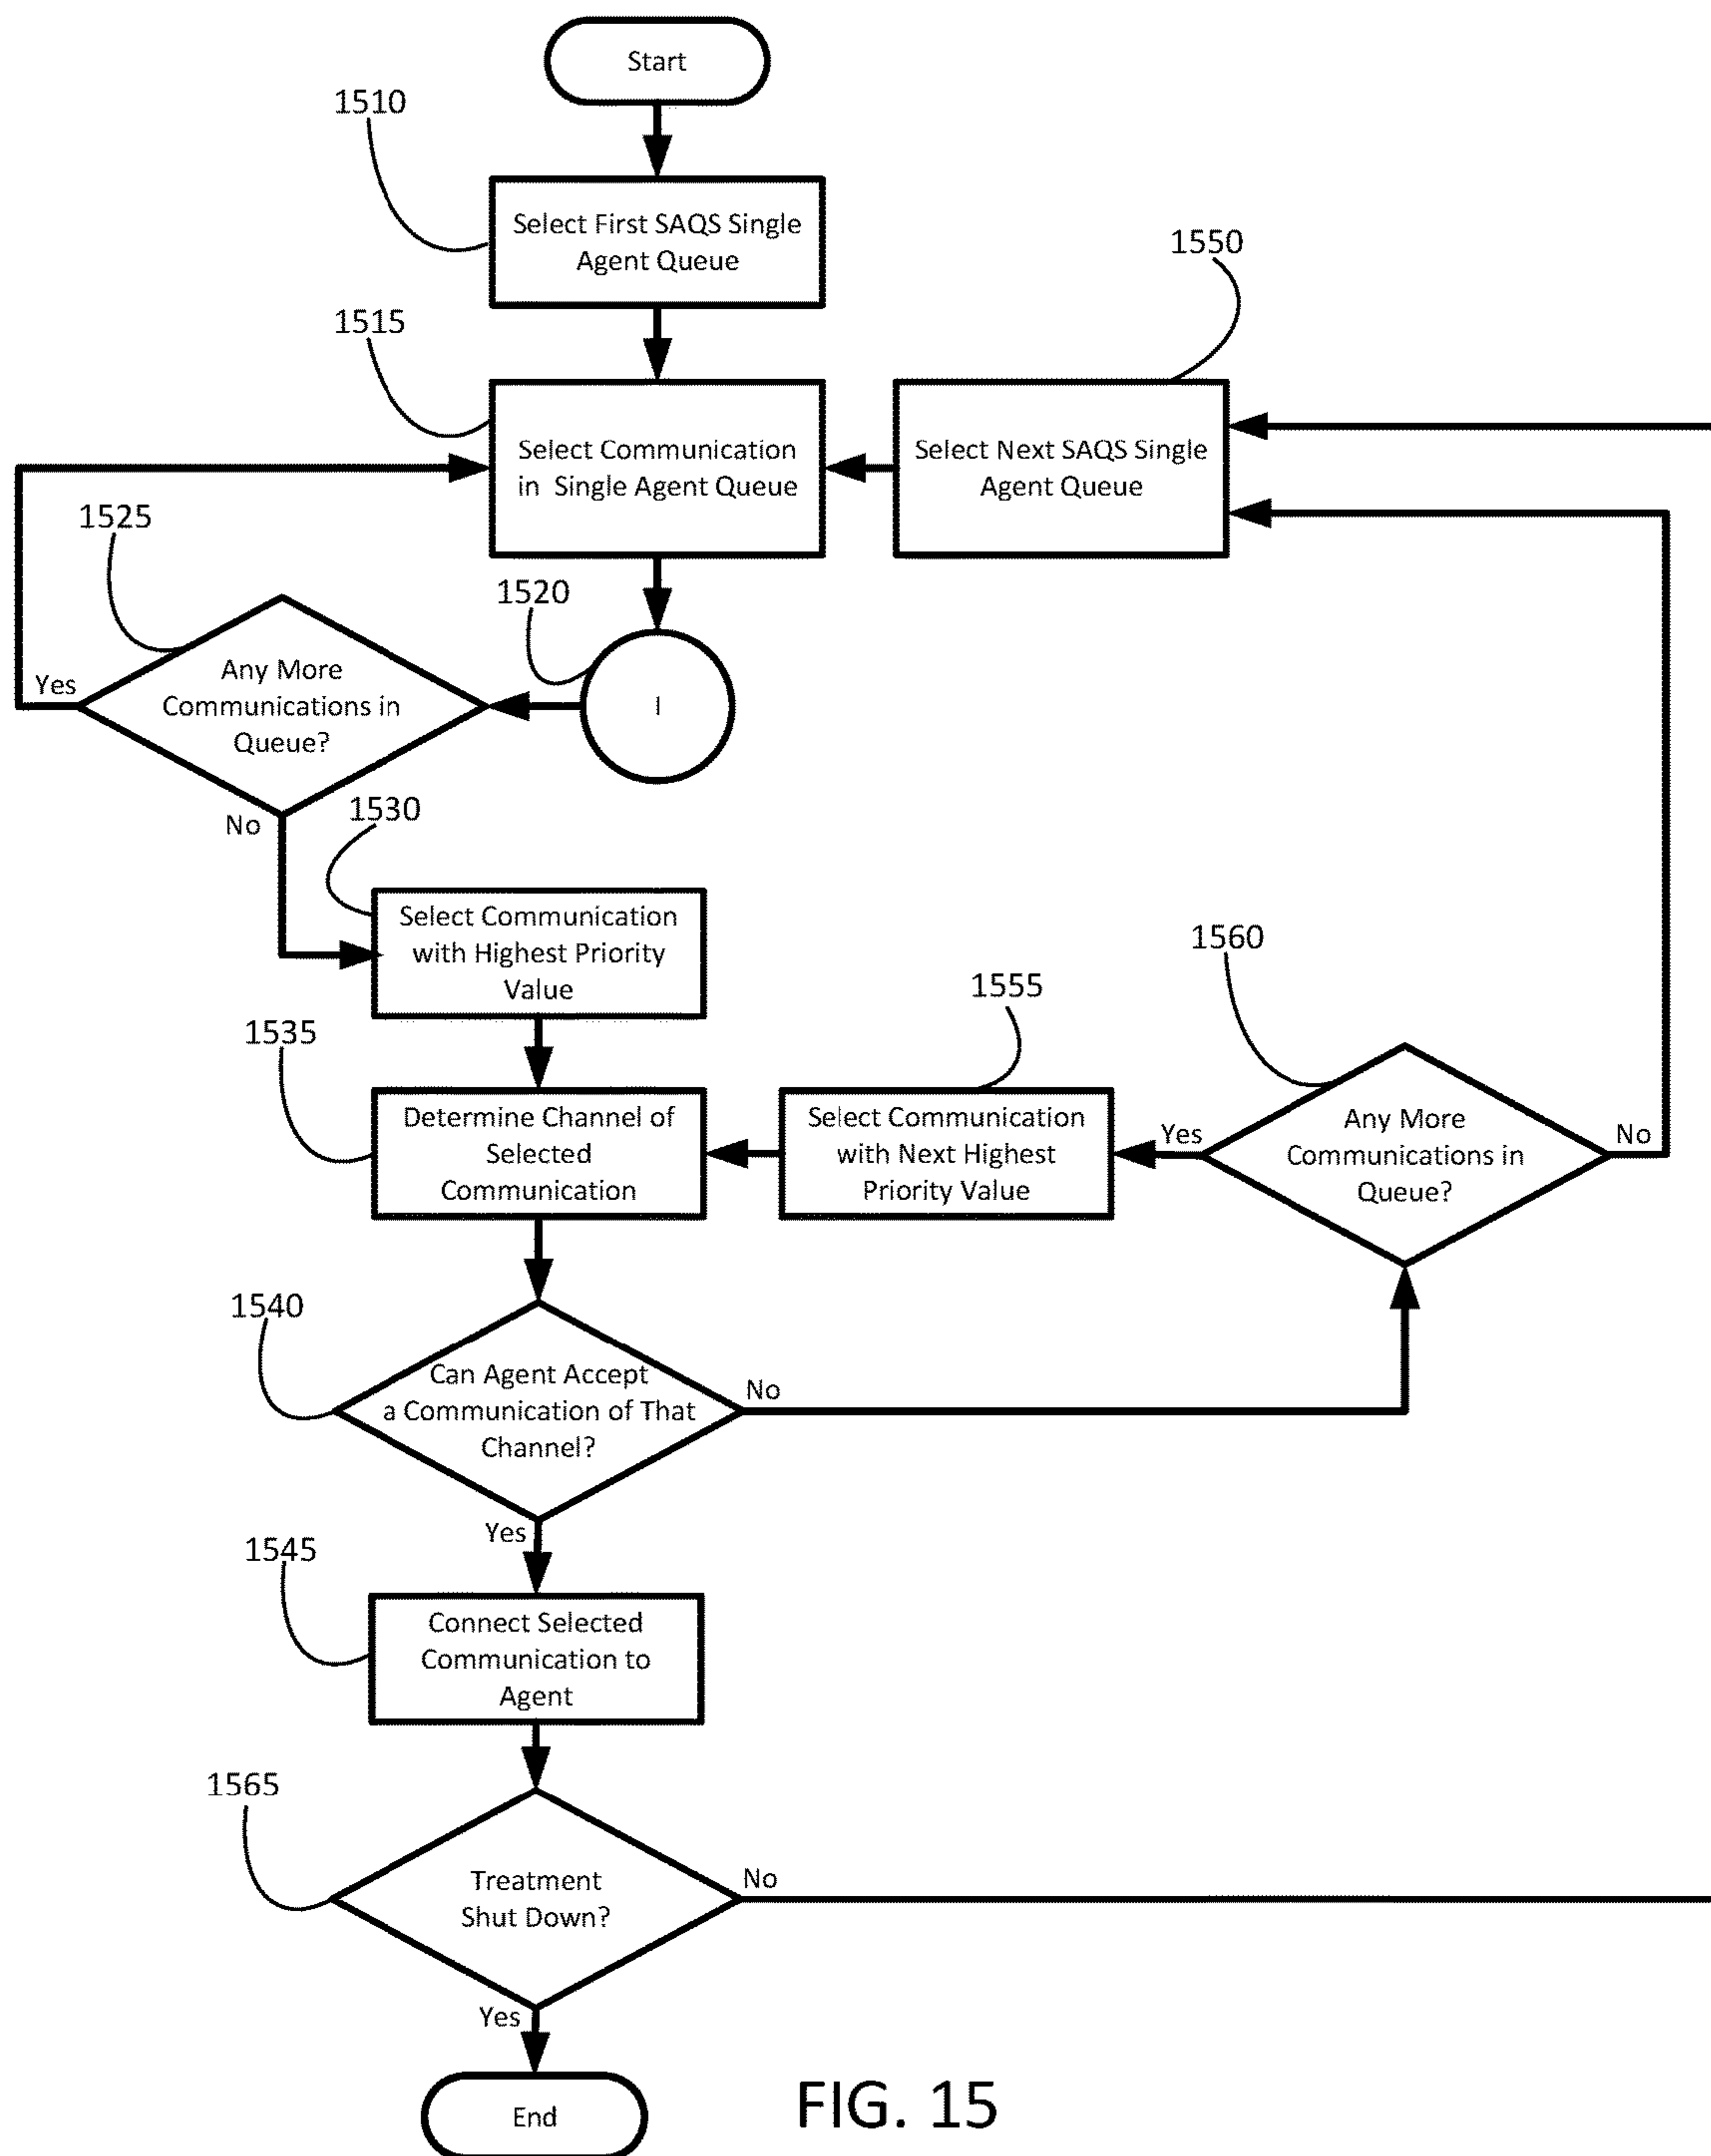 Start
1510
Select First SAQS Single
Agent Queue
1550
1515
Select Communication
in Single Agent Queue
Select Next SAQS Single
Agent Queue
1525
1520
Yes
Any More
Communications in
Queue?
I
No
1530
Select Communication
with Highest Priority
Value
1560
1555
1535
Determine Channel of
Selected
Communication
Select Communication
with Next Highest
Priority Value
Yes
Any More
Communications in
Queue?
No
1540
Can Agent Accept
a Communication of That
Channel?
No
Yes
1545
Connect Selected
Communication to
Agent
1565
Treatment
Shut Down?
No
Yes
End
FIG. 15